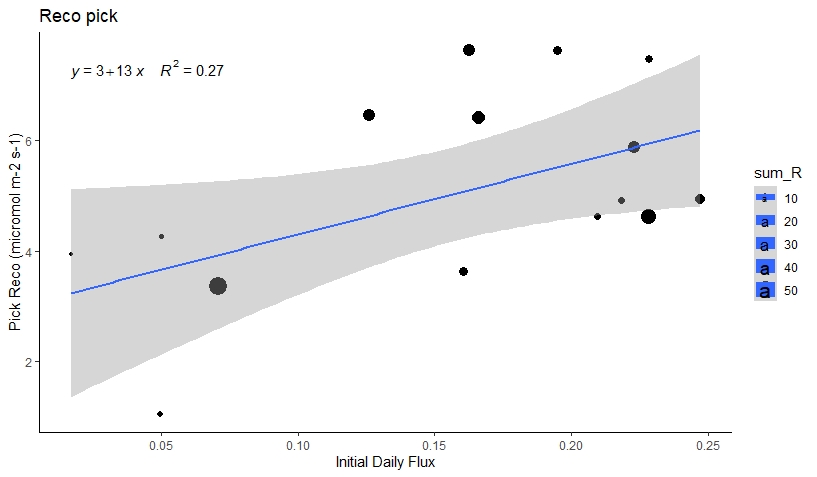 Reco pick
y = 3+13 x R² = 0.27
Pick Reco (micromol m-2 s-1)
6
4
2
0.05 0.10 0.15 0.20 0.25
Initial Daily Flux
sum_R
a 10
a 20
a 30
a 40
a 50